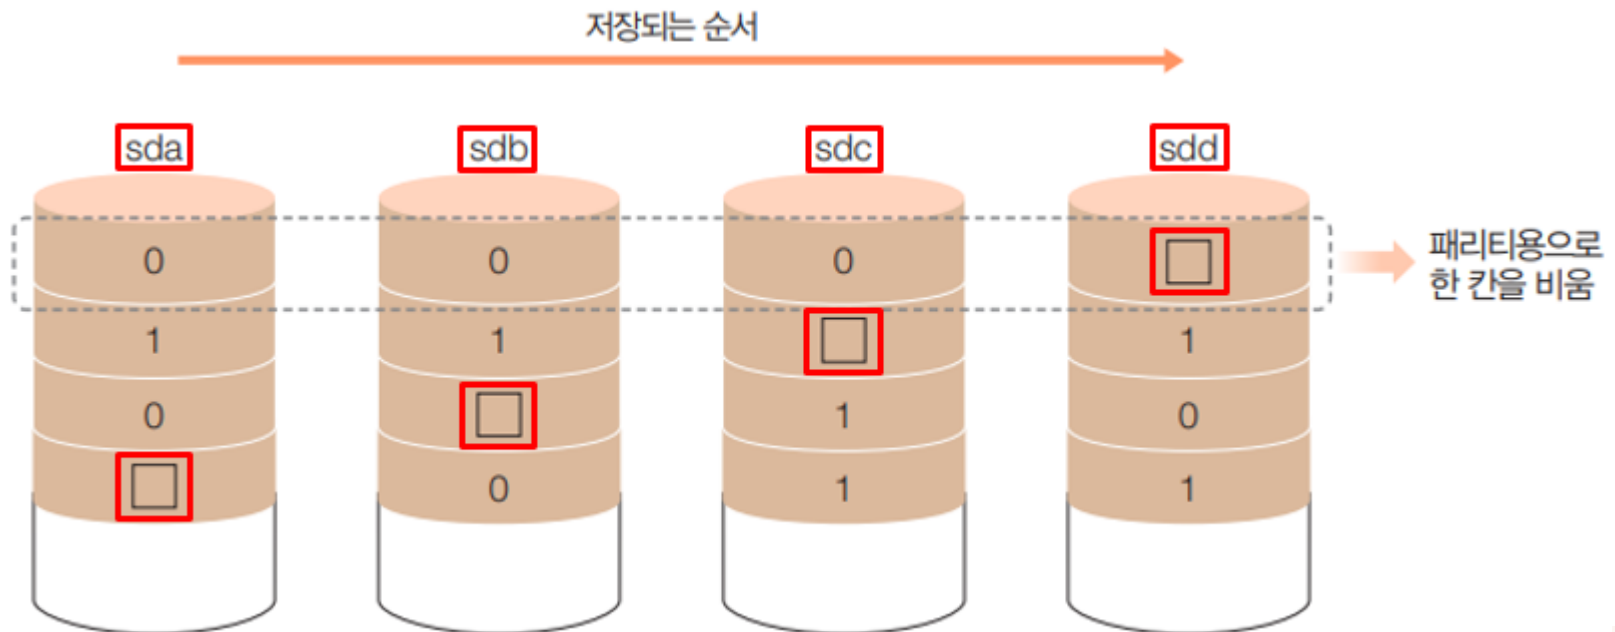 저장되는 순서
sda sdb sdc sdd
0 0 0
패리티용으로
한 칸을 비움
1 1 1
0 1 0
0 1 1